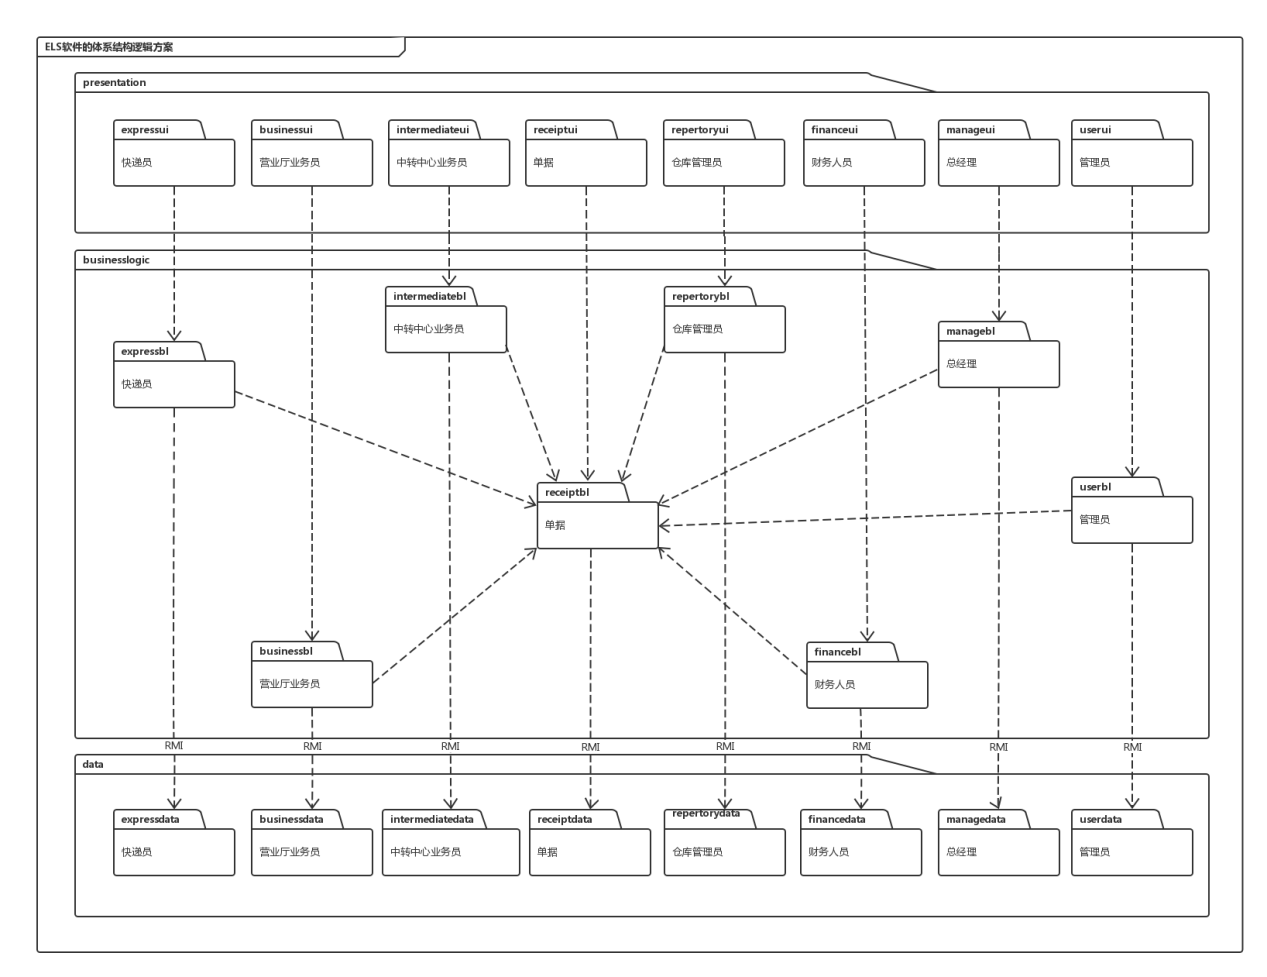 ELS软件的体系结构逻辑方案
presentation
expressui
快递员
businessui
营业厅业务员
intermediateui
中转中心业务员
receiptui
单据
repertoryui
仓库管理员
financeui
财务人员
manageui
总经理
userui
管理员
businesslogic
intermediatebl
中转中心业务员
repertorybl
仓库管理员
managebl
总经理
expressbl
快递员
receiptbl
单据
userbl
管理员
businessbl
营业厅业务员
financebl
财务人员
RMI
RMI
RMI
RMI
RMI
RMI
RMI
RMI
data
expressdata
快递员
businessdata
营业厅业务员
intermediatedata
中转中心业务员
receiptdata
单据
repertorydata
仓库管理员
financedata
财务人员
managedata
总经理
userdata
管理员